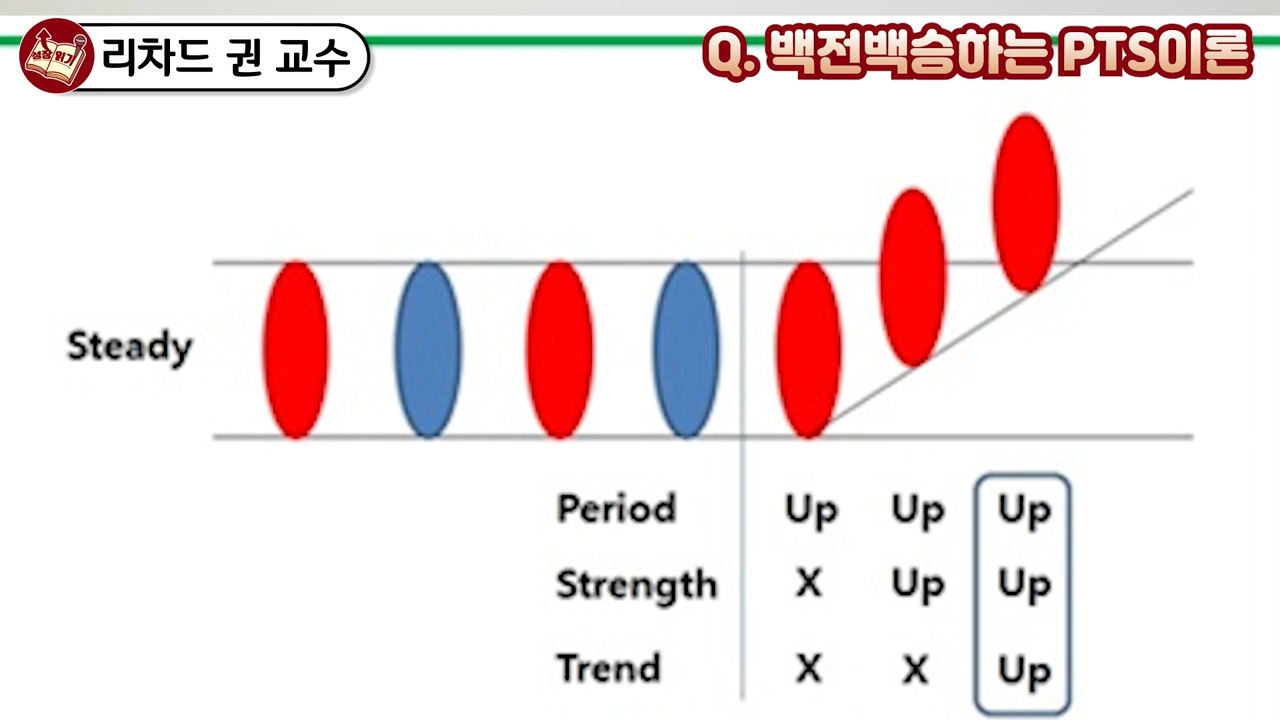 리차드 권 교수
Q. 백전백승하는 PTS이론
Steady
Period Up Up Up
Strength X Up Up
Trend X X Up